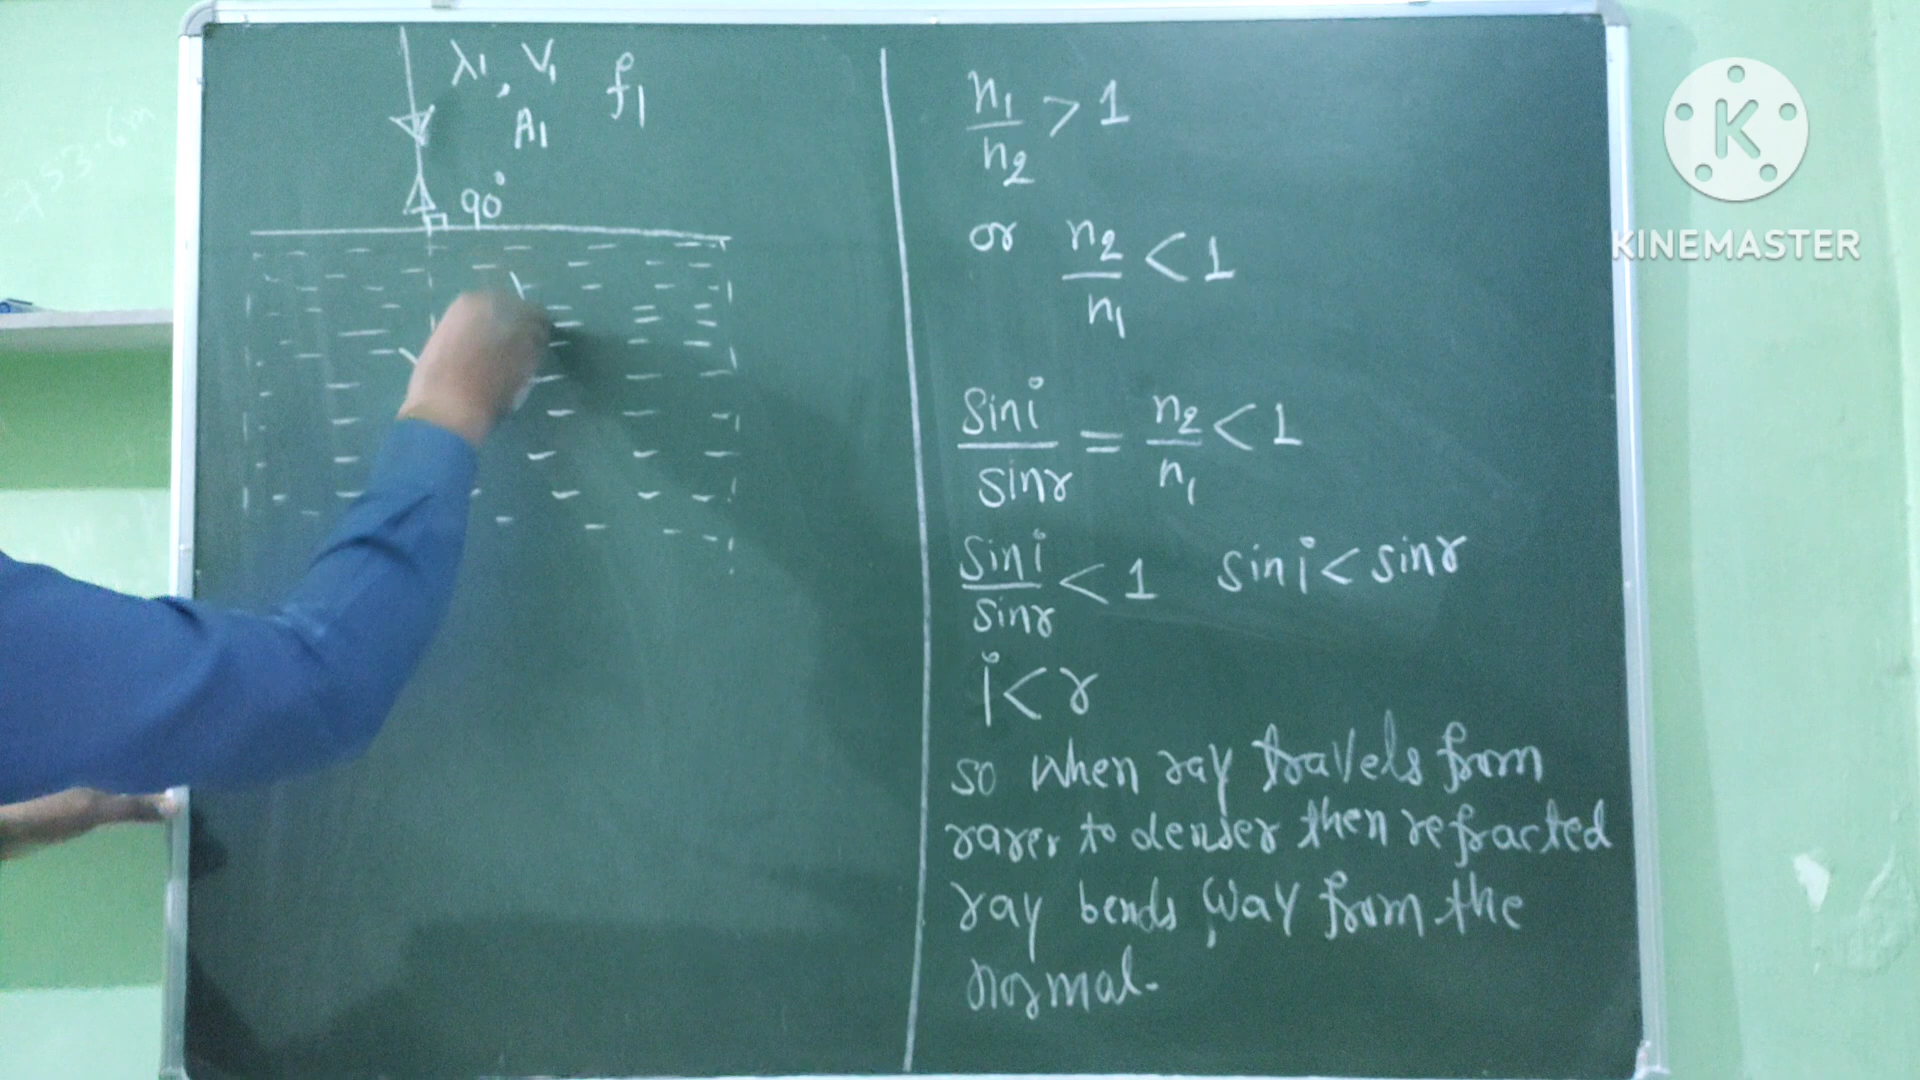 λ1, V1 f1
A1
90°
n1/n2 > 1
or n2/n1 < 1
sini/sinr = n2/n1 < 1
sini/sinr < 1 sini < sinr
i < r
so when ray travels from
rarer to denser then refracted
ray bends way from the
normal.
K
KINEMASTER